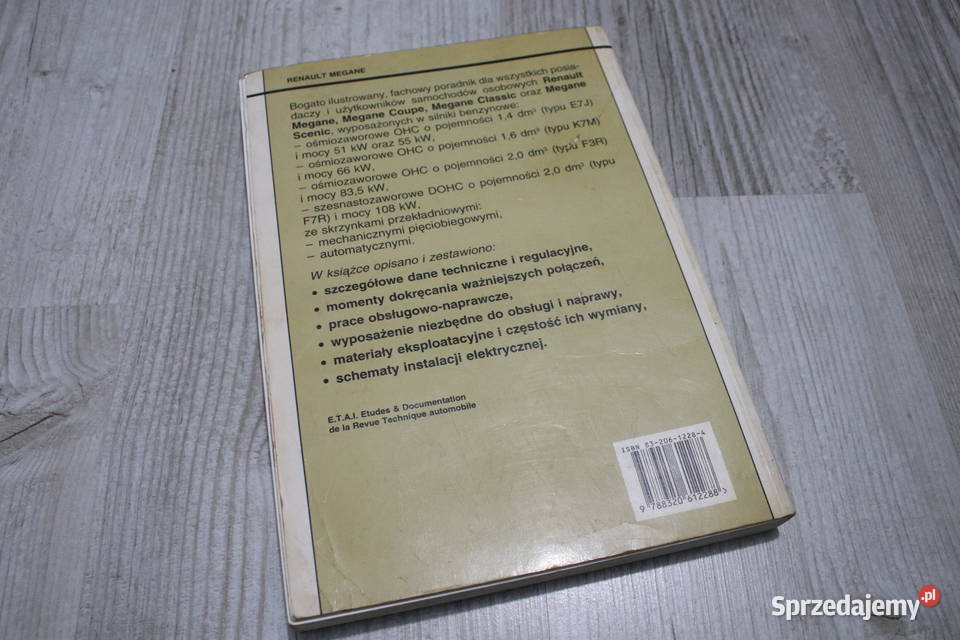 RENAULT MEGANE
Bogato ilustrowany, fachowy poradnik dla wszystkich posia-
daczy i użytkowników samochodów osobowych Renault
Megane, Megane Coupe, Megane Classic oraz Megane
Scenic, wyposażonych w silniki benzynowe:
– ośmiozaworowe OHC o pojemności 1,4 dm³ (typu E7J)
i mocy 51 kW oraz 55 kW,
– ośmiozaworowe OHC o pojemności 1,6 dm³ (typu K7M)
i mocy 66 kW,
– ośmiozaworowe OHC o pojemności 2,0 dm³ (typu F3R)
i mocy 83,5 kW,
– szesnastozaworowe DOHC o pojemności 2,0 dm³ (typu
F7R) i mocy 108 kW,
ze skrzynkami przekładniowymi:
– mechanicznymi pięciobiegowymi,
– automatycznymi.
W książce opisano i zestawiono:
• szczegółowe dane techniczne i regulacyjne,
• momenty dokręcania ważniejszych połączeń,
• prace obsługowo-naprawcze,
• wyposażenie niezbędne do obsługi i naprawy,
• materiały eksploatacyjne i częstość ich wymiany,
• schematy instalacji elektrycznej.
E.T.A.I. Etudes & Documentation
de la Revue Technique automobile
ISBN 83-206-1228-4
9 788320 612288 >
Sprzedajemy.pl